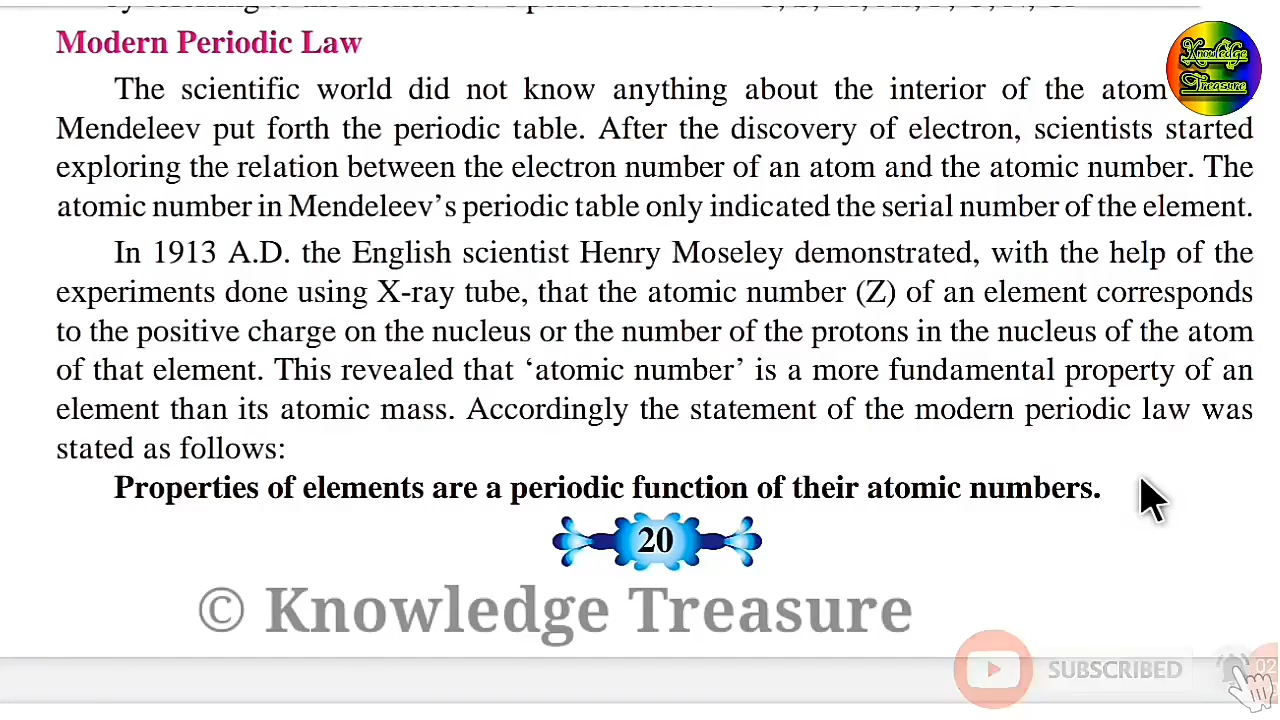 Modern Periodic Law
Knowledge
Treasure
The scientific world did not know anything about the interior of the atom
Mendeleev put forth the periodic table. After the discovery of electron, scientists started
exploring the relation between the electron number of an atom and the atomic number. The
atomic number in Mendeleev's periodic table only indicated the serial number of the element.
In 1913 A.D. the English scientist Henry Moseley demonstrated, with the help of the
experiments done using X-ray tube, that the atomic number (Z) of an element corresponds
to the positive charge on the nucleus or the number of the protons in the nucleus of the atom
of that element. This revealed that ‘atomic number’ is a more fundamental property of an
element than its atomic mass. Accordingly the statement of the modern periodic law was
stated as follows:
Properties of elements are a periodic function of their atomic numbers.
20
© Knowledge Treasure
SUBSCRIBED
02